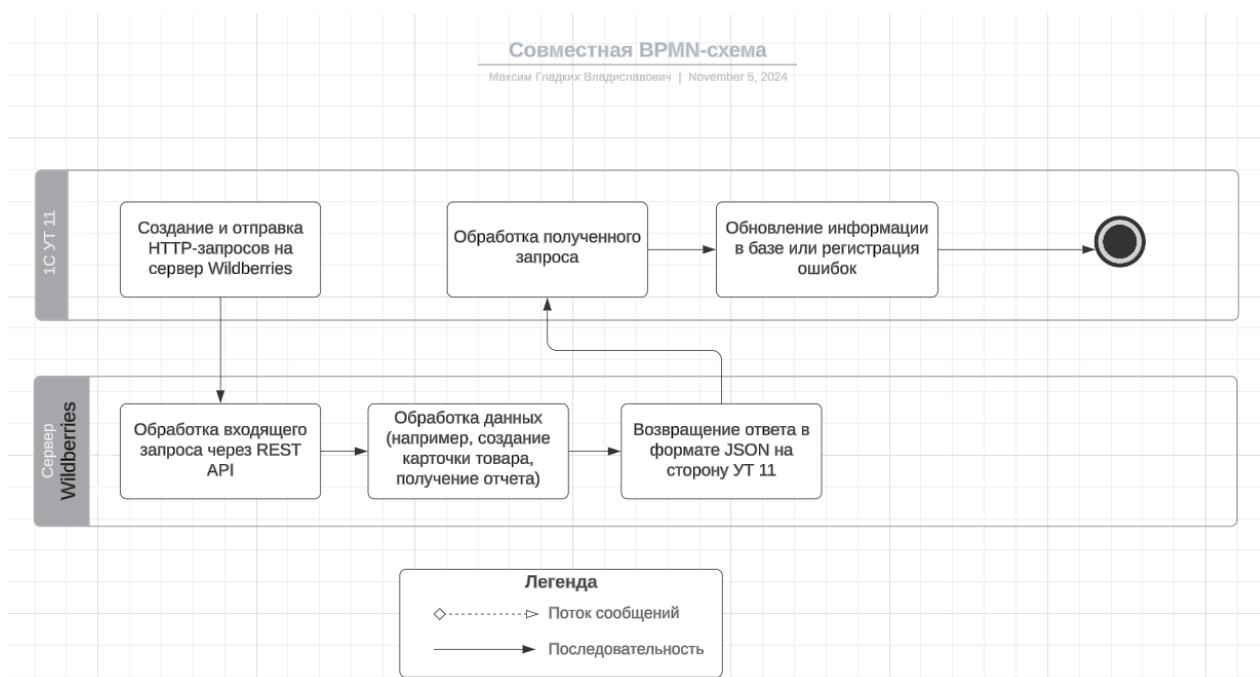 Совместная BPMN-схема
Максим Гладких Владиславович | November 5, 2024
1С УТ 11
Создание и отправка
HTTP-запросов на
сервер Wildberries
Обработка полученного
запроса
Обновление информации
в базе или регистрация
ошибок
Сервер
Wildberries
Обработка входящего
запроса через REST
API
Обработка данных
(например, создание
карточки товара,
получение отчета)
Возвращение ответа в
формате JSON на
сторону УТ 11
Легенда
Поток сообщений
Последовательность